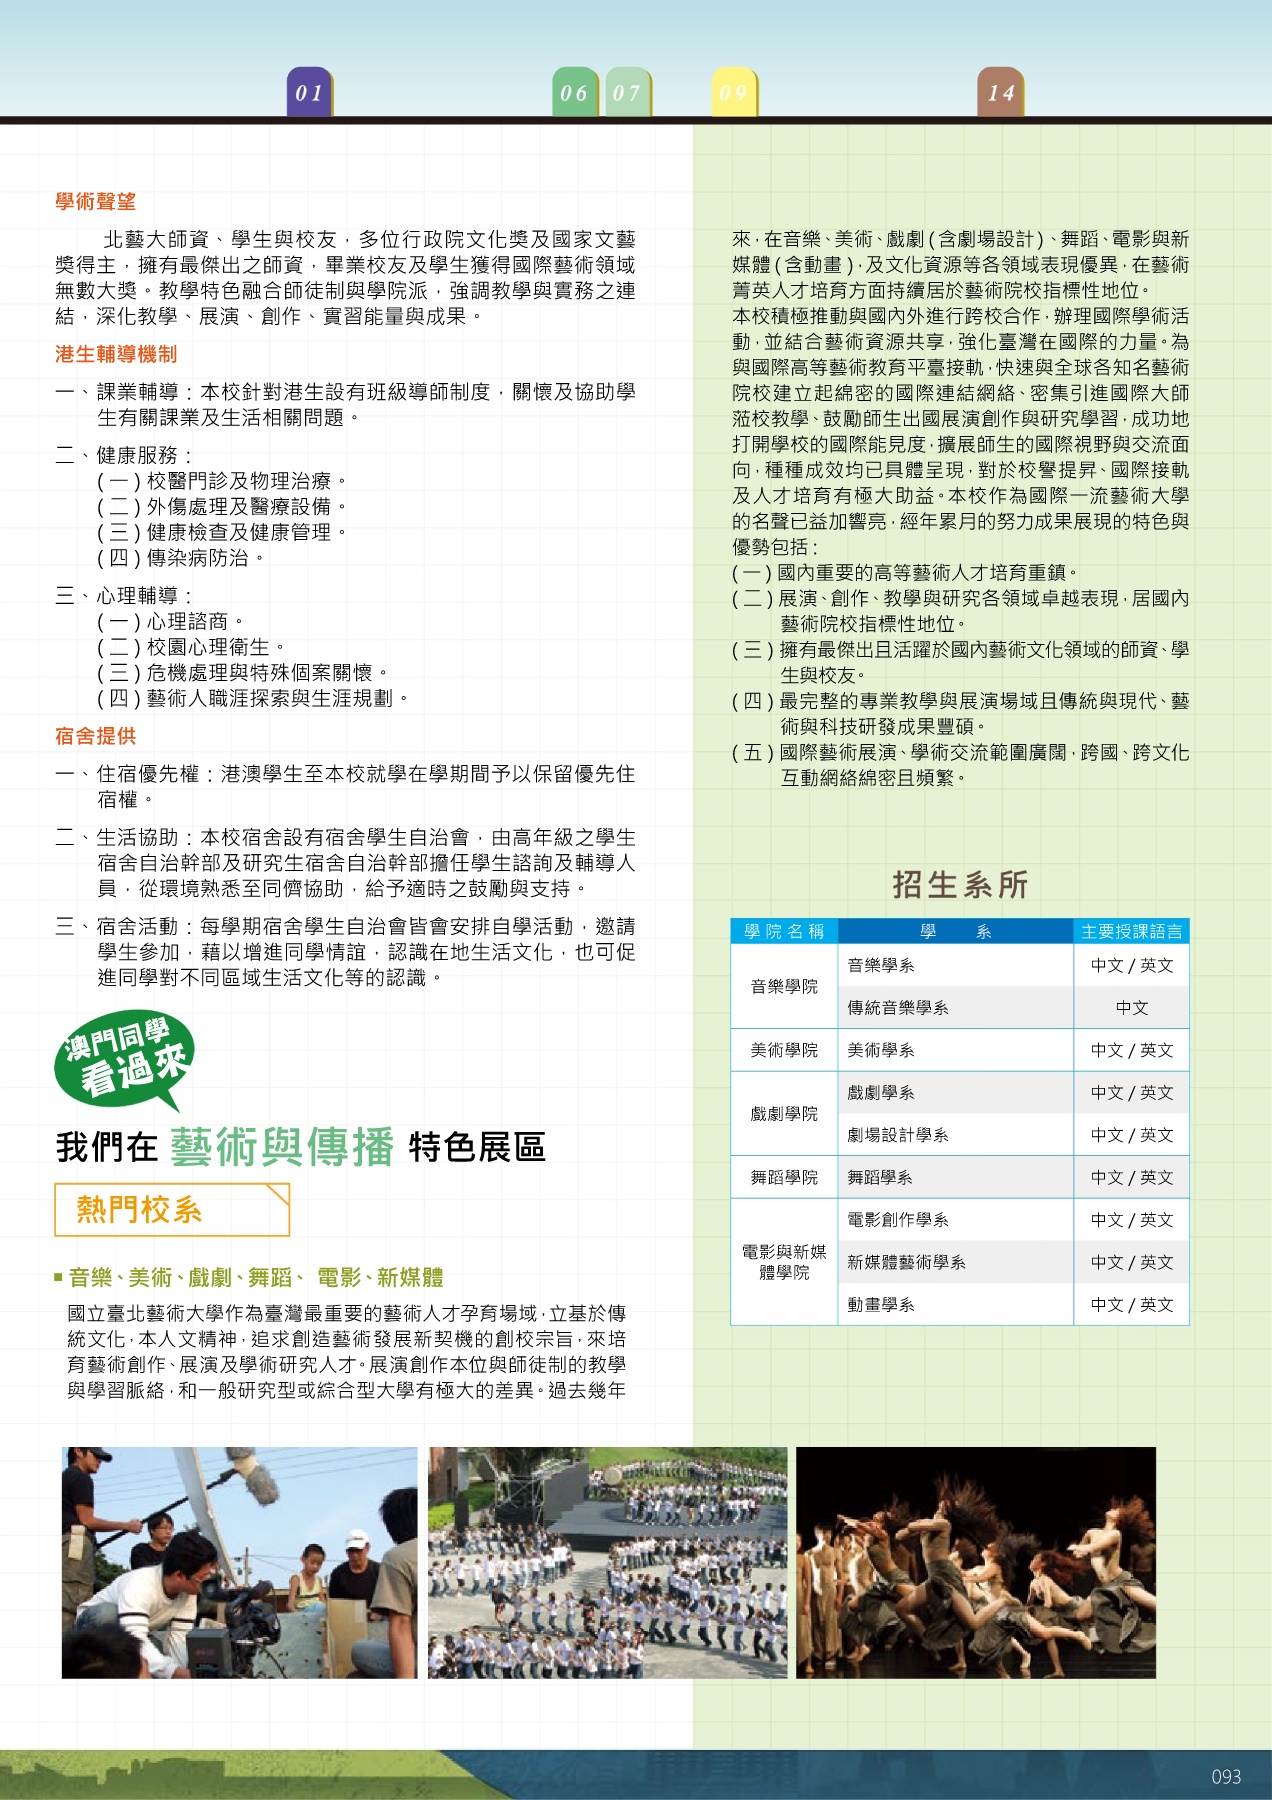 01
06
07
09
14
學術聲望
北藝大師資、學生與校友，多位行政院文化獎及國家文藝
獎得主，擁有最傑出之師資，畢業校友及學生獲得國際藝術領域
無數大獎。教學特色融合師徒制與學院派，強調教學與實務之連
結，深化教學、展演、創作、實習能量與成果。
港生輔導機制
一、課業輔導：本校針對港生設有班級導師制度，關懷及協助學
生有關課業及生活相關問題。
二、健康服務：
(一)校醫門診及物理治療。
(二)外傷處理及醫療設備。
(三)健康檢查及健康管理。
(四)傳染病防治。
三、心理輔導：
(一)心理諮商。
(二)校園心理衛生。
(三)危機處理與特殊個案關懷。
(四)藝術人職涯探索與生涯規劃。
宿舍提供
一、住宿優先權：港澳學生至本校就學在學期間予以保留優先住
宿權。
二、生活協助：本校宿舍設有宿舍學生自治會，由高年級之學生
宿舍自治幹部及研究生宿舍自治幹部擔任學生諮詢及輔導人
員，從環境熟悉至同儕協助，給予適時之鼓勵與支持。
三、宿舍活動：每學期宿舍學生自治會皆會安排自學活動，邀請
學生參加，藉以增進同學情誼，認識在地生活文化，也可促
進同學對不同區域生活文化等的認識。
澳門同學
看過來
我們在 藝術與傳播 特色展區
熱門校系
■音樂、美術、戲劇、舞蹈、 電影、新媒體
國立臺北藝術大學作為臺灣最重要的藝術人才孕育場域，立基於傳
統文化，本人文精神，追求創造藝術發展新契機的創校宗旨，來培
育藝術創作、展演及學術研究人才。展演創作本位與師徒制的教學
與學習脈絡，和一般研究型或綜合型大學有極大的差異。過去幾年
來，在音樂、美術、戲劇(含劇場設計)、舞蹈、電影與新
媒體(含動畫)，及文化資源等各領域表現優異，在藝術
菁英人才培育方面持續居於藝術院校指標性地位。
本校積極推動與國內外進行跨校合作，辦理國際學術活
動，並結合藝術資源共享，強化臺灣在國際的力量。為
與國際高等藝術教育平臺接軌，快速與全球各知名藝術
院校建立起綿密的國際連結網絡、密集引進國際大師
蒞校教學、鼓勵師生出國展演創作與研究學習，成功地
打開學校的國際能見度，擴展師生的國際視野與交流面
向，種種成效均已具體呈現，對於校譽提昇、國際接軌
及人才培育有極大助益。本校作為國際一流藝術大學
的名聲已益加響亮，經年累月的努力成果展現的特色與
優勢包括：
(一)國內重要的高等藝術人才培育重鎮。
(二)展演、創作、教學與研究各領域卓越表現，居國內
藝術院校指標性地位。
(三)擁有最傑出且活躍於國內藝術文化領域的師資、學
生與校友。
(四)最完整的專業教學與展演場域且傳統與現代、藝
術與科技研發成果豐碩。
(五)國際藝術展演、學術交流範圍廣闊，跨國、跨文化
互動網絡綿密且頻繁。
招生系所
學院名稱 學 系 主要授課語言
音樂學院 音樂學系 中文/英文
傳統音樂學系 中文
美術學院 美術學系 中文/英文
戲劇學院 戲劇學系 中文/英文
劇場設計學系 中文/英文
舞蹈學院 舞蹈學系 中文/英文
電影與新媒
體學院
電影創作學系 中文/英文
新媒體藝術學系 中文/英文
動畫學系 中文/英文
093